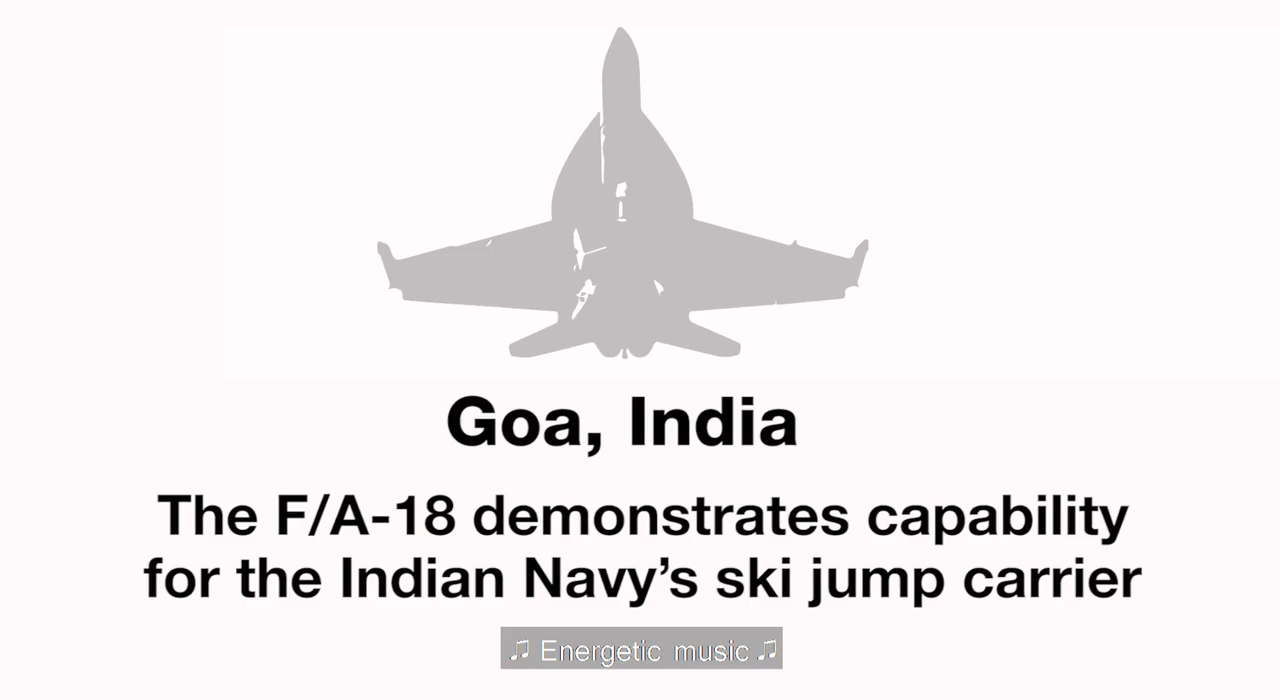 Goa, India
The F/A-18 demonstrates capability
for the Indian Navy’s ski jump carrier
♫ Energetic music ♫